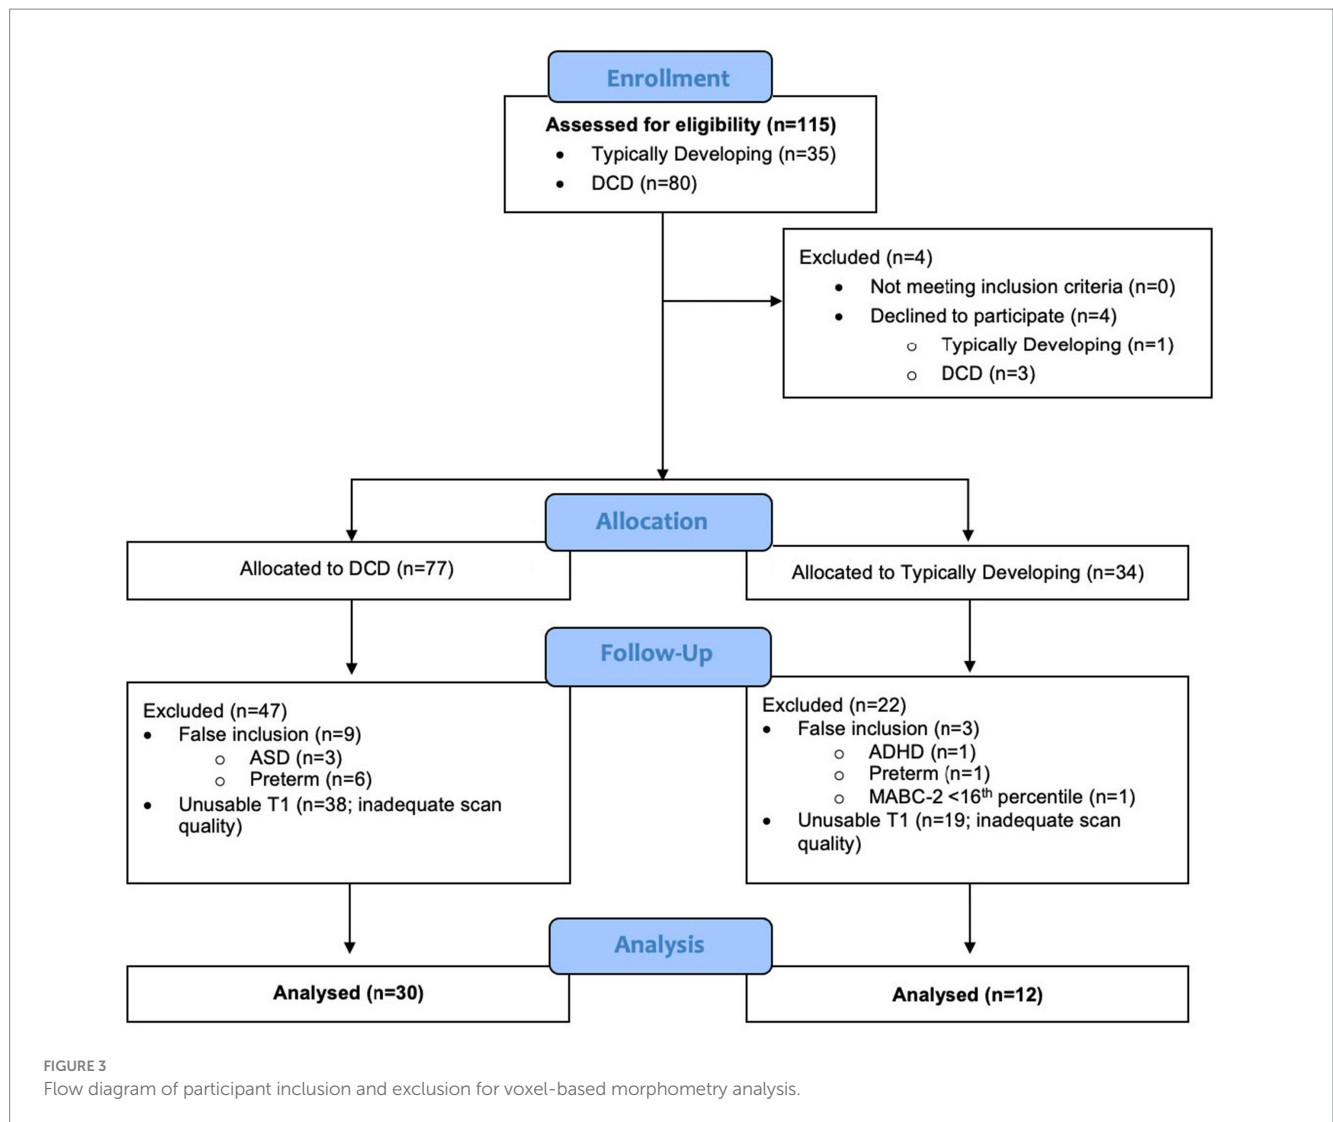 Enrollment
Assessed for eligibility (n=115)
• Typically Developing (n=35)
• DCD (n=80)
Excluded (n=4)
• Not meeting inclusion criteria (n=0)
• Declined to participate (n=4)
o Typically Developing (n=1)
o DCD (n=3)
Allocation
Allocated to DCD (n=77)
Allocated to Typically Developing (n=34)
Follow-Up
Excluded (n=47)
• False inclusion (n=9)
o ASD (n=3)
o Preterm (n=6)
• Unusable T1 (n=38; inadequate scan
quality)
Excluded (n=22)
• False inclusion (n=3)
o ADHD (n=1)
o Preterm (n=1)
o MABC-2 <16th percentile (n=1)
• Unusable T1 (n=19; inadequate scan
quality)
Analysis
Analysed (n=30)
Analysed (n=12)
FIGURE 3
Flow diagram of participant inclusion and exclusion for voxel-based morphometry analysis.